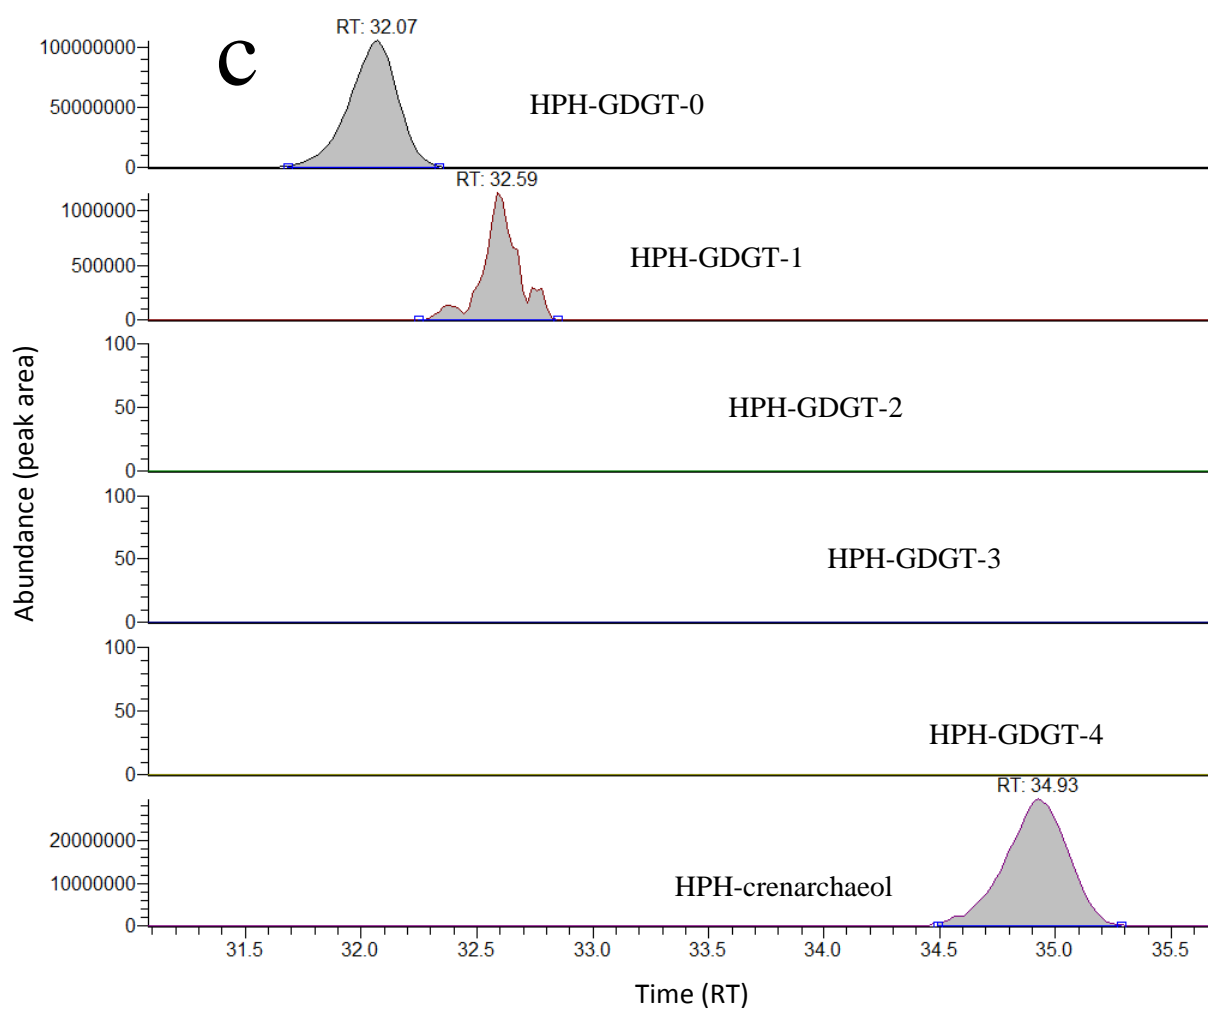 c
RT: 32.07
100000000
50000000
0
HPH-GDGT-0
RT: 32.59
1000000
500000
0
HPH-GDGT-1
100
50
0
HPH-GDGT-2
100
50
0
HPH-GDGT-3
100
50
0
HPH-GDGT-4
RT: 34.93
20000000
10000000
0
HPH-crenarchaeol
31.5 32.0 32.5 33.0 33.5 34.0 34.5 35.0 35.5
Time (RT)
Abundance (peak area)